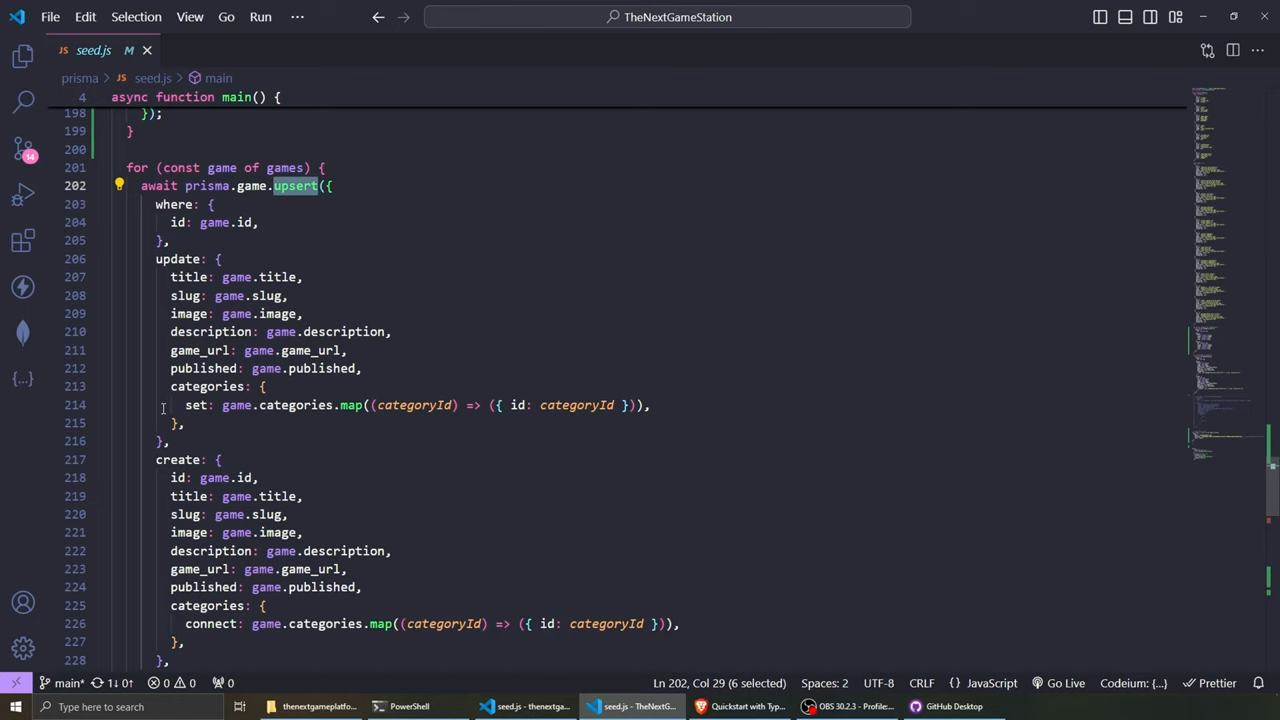 File Edit Selection View Go Run ··· TheNextGameStation
JS seed.js M
prisma > JS seed.js > main
4 async function main() {
198 });
199 }
200
201 for (const game of games) {
202 await prisma.game.upsert({
203 where: {
204 id: game.id,
205 },
206 update: {
207 title: game.title,
208 slug: game.slug,
209 image: game.image,
210 description: game.description,
211 game_url: game.game_url,
212 published: game.published,
213 categories: {
214 set: game.categories.map((categoryId) => ({ id: categoryId })),
215 },
216 },
217 create: {
218 id: game.id,
219 title: game.title,
220 slug: game.slug,
221 image: game.image,
222 description: game.description,
223 game_url: game.game_url,
224 published: game.published,
225 categories: {
226 connect: game.categories.map((categoryId) => ({ id: categoryId })),
227 },
228 },
14
main* 1↓ 0↑ 0 0 0 Ln 202, Col 29 (6 selected) Spaces: 2 UTF-8 CRLF {} JavaScript Go Live Codeium: {...} Prettier
Type here to search thenextgameplatfo... PowerShell seed.js - thenextga... seed.js - TheNextG... Quickstart with Typ... OBS 30.2.3 - Profile:... GitHub Desktop